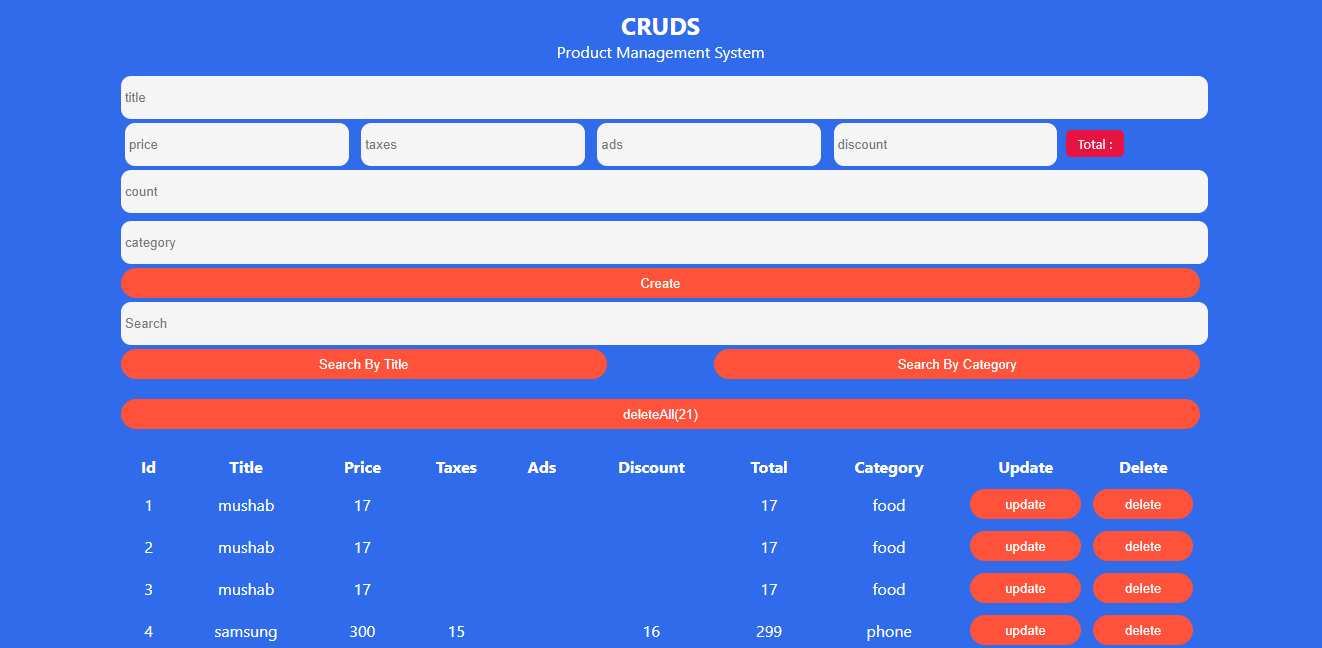 CRUDS
Product Management System
title
price taxes ads discount Total :
count
category
Create
Search
Search By Title Search By Category
deleteAll(21)
Id Title Price Taxes Ads Discount Total Category Update Delete
1 mushab 17 17 food update delete
2 mushab 17 17 food update delete
3 mushab 17 17 food update delete
4 samsung 300 15 16 299 phone update delete